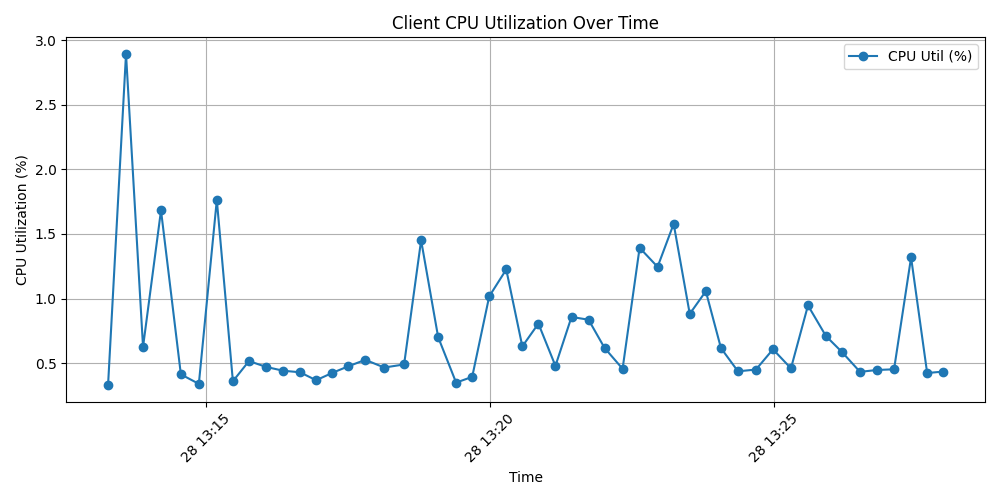 Client CPU Utilization Over Time
CPU Util (%)
3.0
2.5
2.0
1.5
1.0
0.5
CPU Utilization (%)
28 13:15
28 13:20
28 13:25
Time